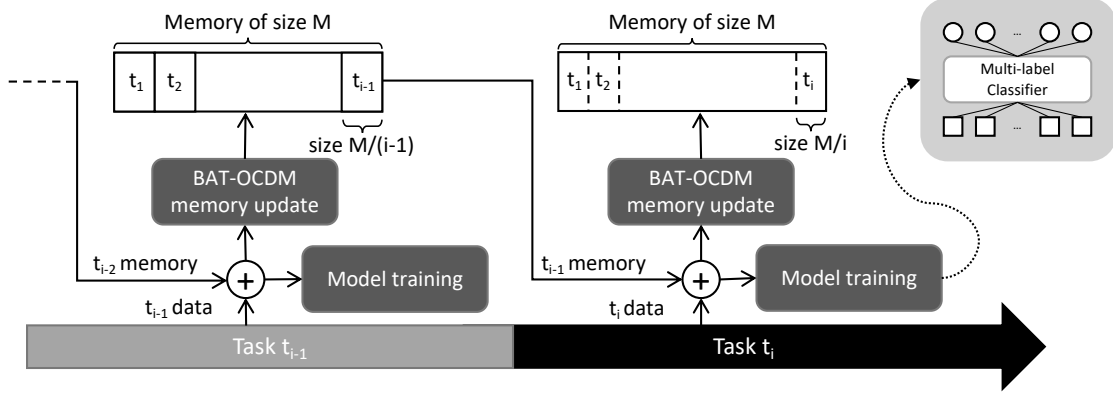 Memory of size M
t1 t2 ti-1
size M/(i-1)
BAT-OCDM
memory update
ti-2 memory
+
Model training
ti-1 data
Task ti-1
Memory of size M
t1 t2 ti
size M/i
BAT-OCDM
memory update
ti-1 memory
+
Model training
ti data
Task ti
...
Multi-label
Classifier
...